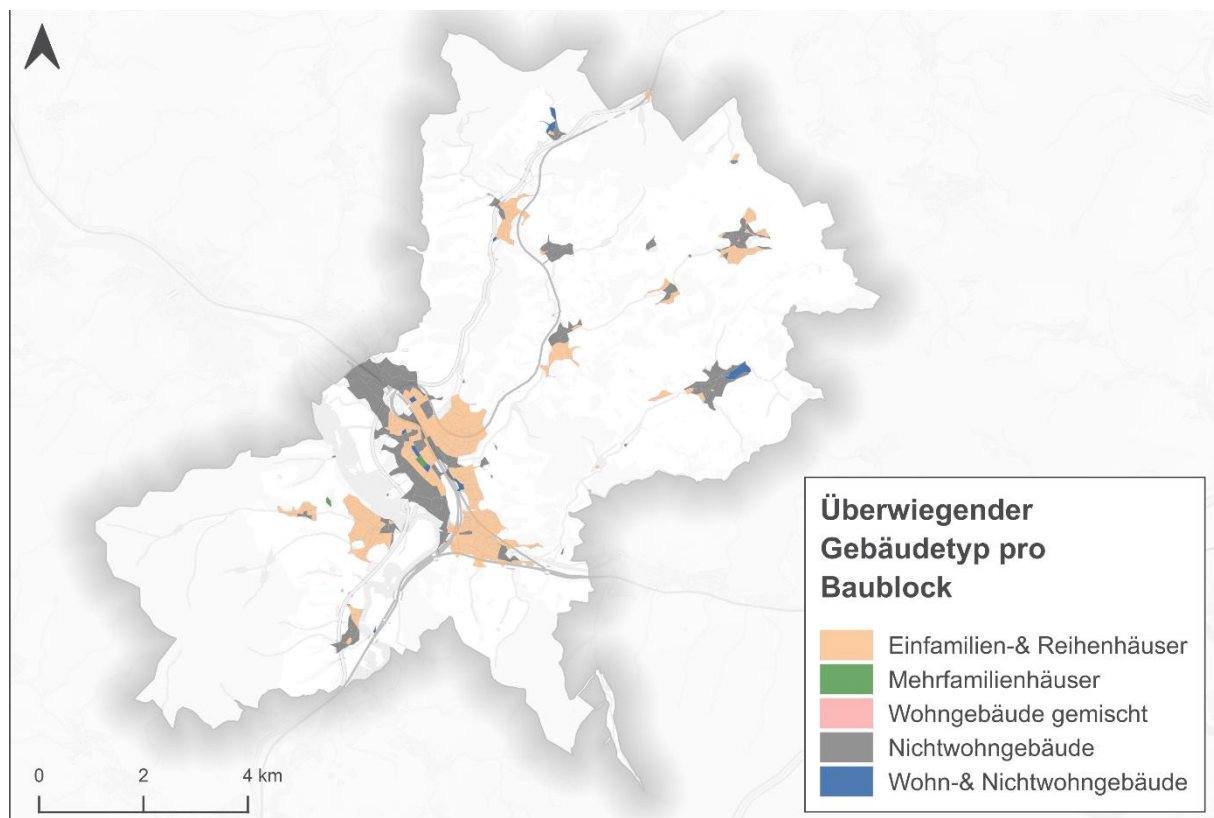 Überwiegender
Gebäudetyp pro
Baublock
Einfamilien-& Reihenhäuser
Mehrfamilienhäuser
Wohngebäude gemischt
Nichtwohngebäude
Wohn-& Nichtwohngebäude
0 2 4 km